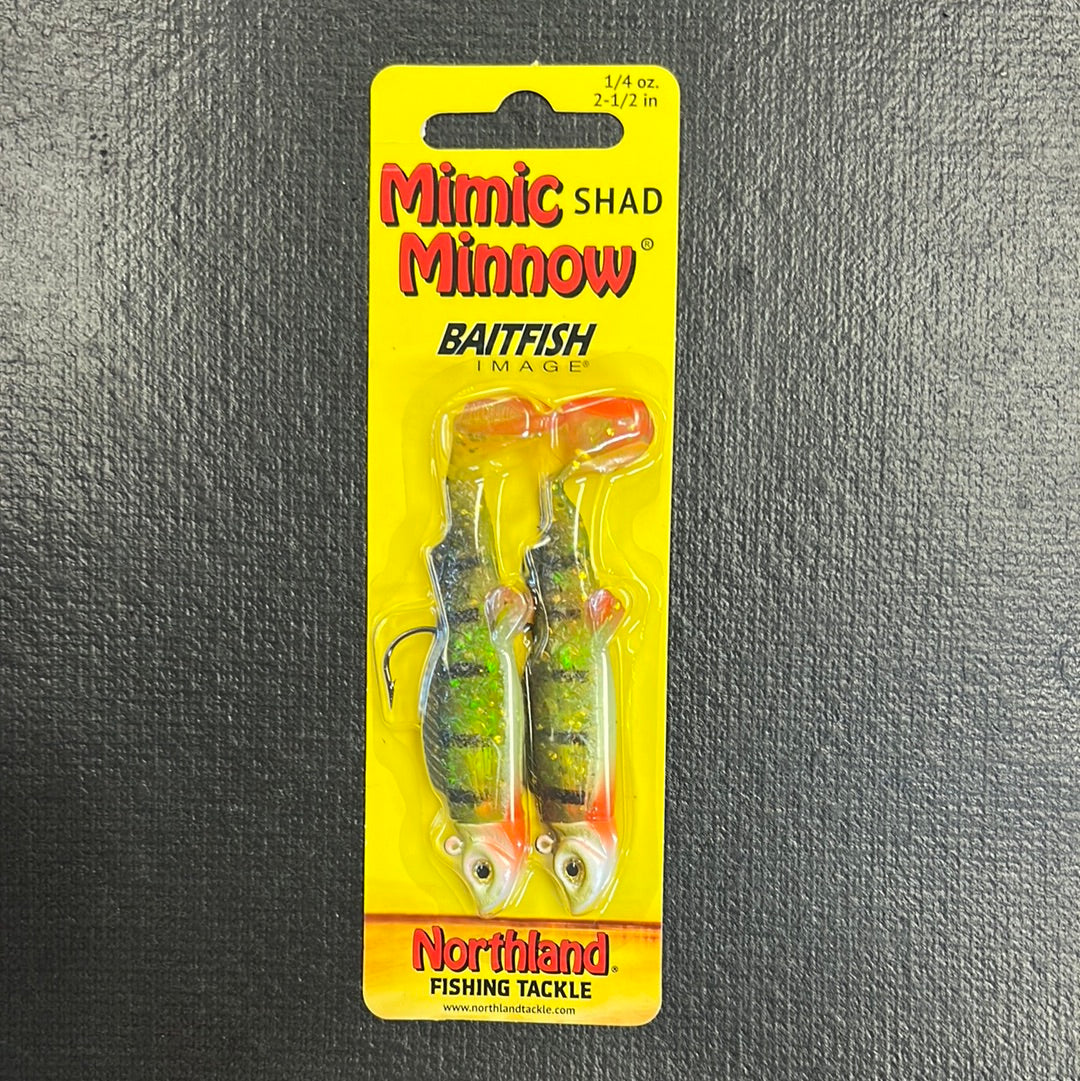 1/4 oz.
2-1/2 in
Mimic SHAD
Minnow®
BAITFISH
IMAGE®
Northland®
FISHING TACKLE
www.northlandtackle.com